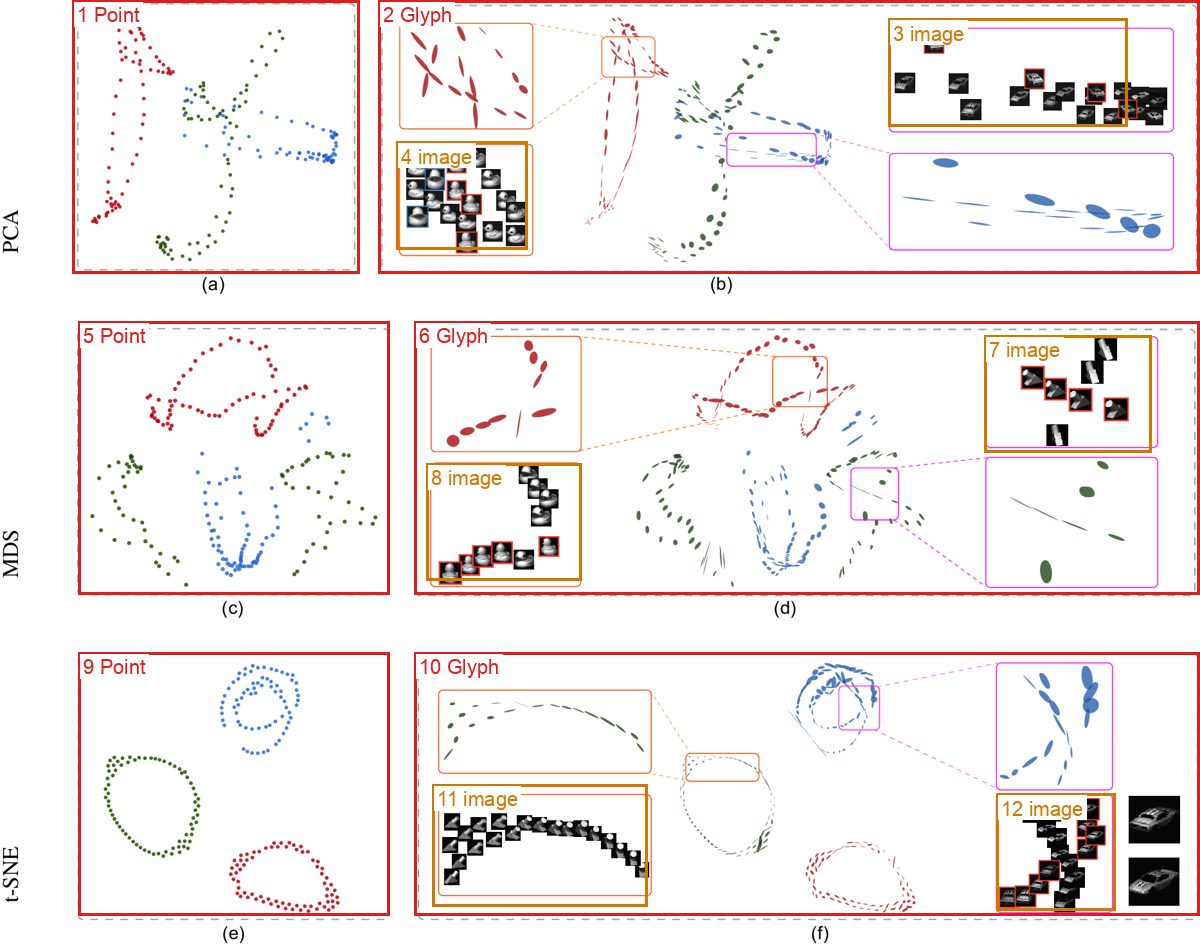 1 Point
2 Glyph
3 image
4 image
PCA
(a)
(b)
5 Point
6 Glyph
7 image
8 image
MDS
(c)
(d)
9 Point
10 Glyph
11 image
12 image
t-SNE
(e)
(f)